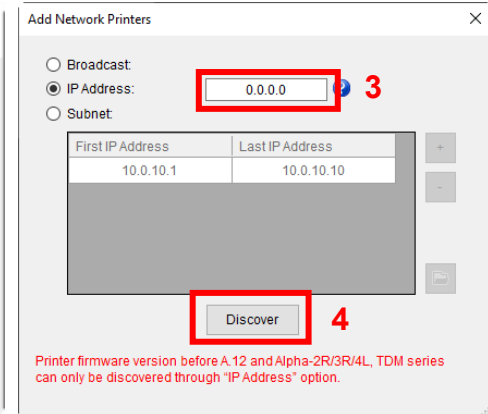 Add Network Printers
Broadcast:
IP Address: 0.0.0.0 ? 3
Subnet:
First IP Address Last IP Address
10.0.10.1 10.0.10.10
+
-
Discover 4
Printer firmware version before A.12 and Alpha-2R/3R/4L, TDM series
can only be discovered through "IP Address" option.